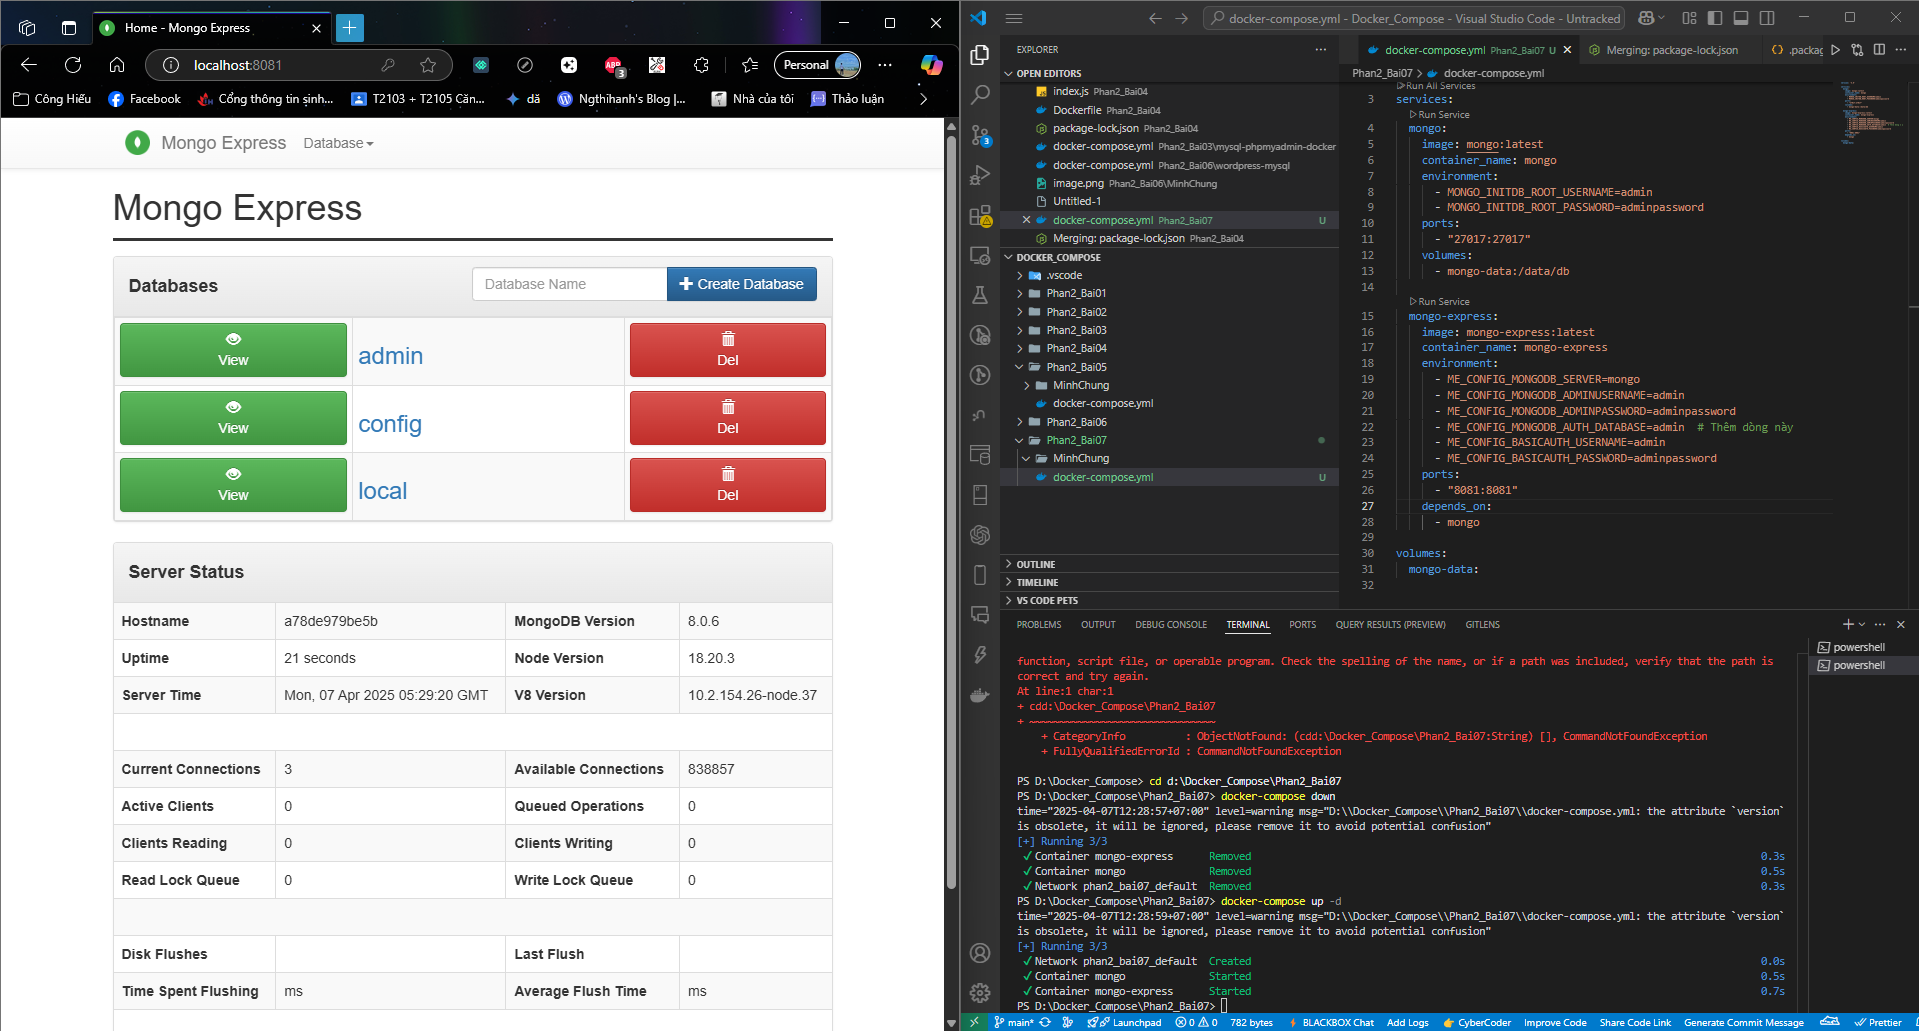 Home - Mongo Express
localhost:8081
3
Personal
Công Hiếu
Facebook
Cổng thông tin sinh...
T2103 + T2105 Căn...
dã
Ngthihanh's Blog |...
Nhà của tôi
Thảo luận
Mongo Express
Database
Mongo Express
Databases
Database Name
Create Database
View
admin
Del
View
config
Del
View
local
Del
Server Status
Hostname a78de979be5b MongoDB Version 8.0.6
Uptime 21 seconds Node Version 18.20.3
Server Time Mon, 07 Apr 2025 05:29:20 GMT V8 Version 10.2.154.26-node.37
Current Connections 3 Available Connections 838857
Active Clients 0 Queued Operations 0
Clients Reading 0 Clients Writing 0
Read Lock Queue 0 Write Lock Queue 0
Disk Flushes Last Flush
Time Spent Flushing ms Average Flush Time ms
docker-compose.yml - Docker_Compose - Visual Studio Code - Untracked
EXPLORER
OPEN EDITORS
index.js Phan2_Bai04
Dockerfile Phan2_Bai04
package-lock.json Phan2_Bai04
docker-compose.yml Phan2_Bai03\mysql-phpmyadmin-docker
docker-compose.yml Phan2_Bai06\wordpress-mysql
image.png Phan2_Bai06\MinhChung
Untitled-1
docker-compose.yml Phan2_Bai07 U
Merging: package-lock.json Phan2_Bai04
3
DOCKER_COMPOSE
.vscode
Phan2_Bai01
Phan2_Bai02
Phan2_Bai03
Phan2_Bai04
Phan2_Bai05
MinhChung
docker-compose.yml
Phan2_Bai06
Phan2_Bai07
MinhChung
docker-compose.yml U
OUTLINE
TIMELINE
VS CODE PETS
docker-compose.yml Phan2_Bai07 U
Merging: package-lock.json
.packag
Phan2_Bai07 > docker-compose.yml
Run All Services
3 services:
Run Service
4 mongo:
5 image: mongo:latest
6 container_name: mongo
7 environment:
8 - MONGO_INITDB_ROOT_USERNAME=admin
9 - MONGO_INITDB_ROOT_PASSWORD=adminpassword
10 ports:
11 - "27017:27017"
12 volumes:
13 - mongo-data:/data/db
14
Run Service
15 mongo-express:
16 image: mongo-express:latest
17 container_name: mongo-express
18 environment:
19 - ME_CONFIG_MONGODB_SERVER=mongo
20 - ME_CONFIG_MONGODB_ADMINUSERNAME=admin
21 - ME_CONFIG_MONGODB_ADMINPASSWORD=adminpassword
22 - ME_CONFIG_MONGODB_AUTH_DATABASE=admin # Thêm dòng này
23 - ME_CONFIG_BASICAUTH_USERNAME=admin
24 - ME_CONFIG_BASICAUTH_PASSWORD=adminpassword
25 ports:
26 - "8081:8081"
27 depends_on:
28 - mongo
29
30 volumes:
31 mongo-data:
32
PROBLEMS OUTPUT DEBUG CONSOLE TERMINAL PORTS QUERY RESULTS (PREVIEW) GITLENS
powershell
powershell
function, script file, or operable program. Check the spelling of the name, or if a path was included, verify that the path is
correct and try again.
At line:1 char:1
+ cdd:\Docker_Compose\Phan2_Bai07
+ ~~~~~~~~~~~~~~~~~~~~~~~~~~~~~~~
+ CategoryInfo : ObjectNotFound: (cdd:\Docker_Compose\Phan2_Bai07:String) [], CommandNotFoundException
+ FullyQualifiedErrorId : CommandNotFoundException
PS D:\Docker_Compose> cd d:\Docker_Compose\Phan2_Bai07
PS D:\Docker_Compose\Phan2_Bai07> docker-compose down
time="2025-04-07T12:28:57+07:00" level=warning msg="D:\\Docker_Compose\\Phan2_Bai07\\docker-compose.yml: the attribute `version`
is obsolete, it will be ignored, please remove it to avoid potential confusion"
[+] Running 3/3
✓ Container mongo-express Removed 0.3s
✓ Container mongo Removed 0.5s
✓ Network phan2_bai07_default Removed 0.3s
PS D:\Docker_Compose\Phan2_Bai07> docker-compose up -d
time="2025-04-07T12:28:59+07:00" level=warning msg="D:\\Docker_Compose\\Phan2_Bai07\\docker-compose.yml: the attribute `version`
is obsolete, it will be ignored, please remove it to avoid potential confusion"
[+] Running 3/3
✓ Network phan2_bai07_default Created 0.0s
✓ Container mongo Started 0.5s
✓ Container mongo-express Started 0.7s
PS D:\Docker_Compose\Phan2_Bai07>
main* Launchpad 0 0 782 bytes BLACKBOX Chat Add Logs CyberCoder Improve Code Share Code Link Generate Commit Message Prettier